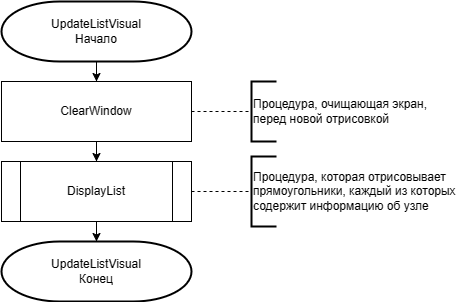 UpdateListVisual
Начало
ClearWindow
Процедура, очищающая экран,
перед новой отрисовкой
DisplayList
Процедура, которая отрисовывает
прямоугольники, каждый из которых
содержит информацию об узле
UpdateListVisual
Конец